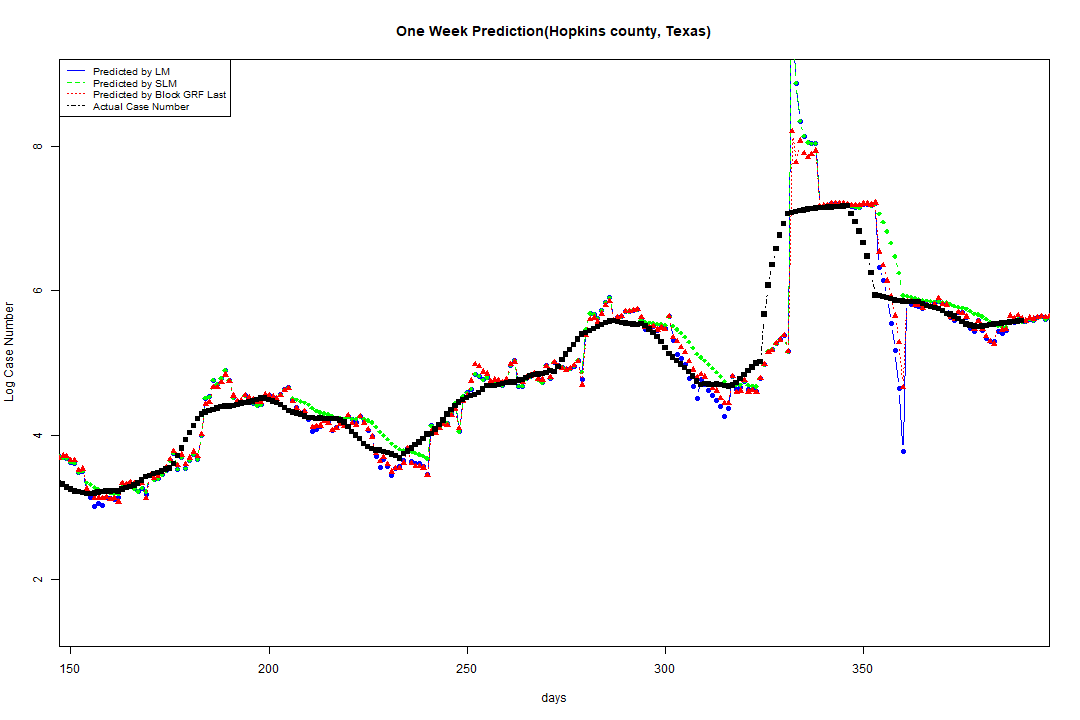 One Week Prediction(Hopkins county, Texas)
Predicted by LM
Predicted by SLM
Predicted by Block GRF Last
Actual Case Number
Log Case Number
8
6
4
2
150 200 250 300 350
days